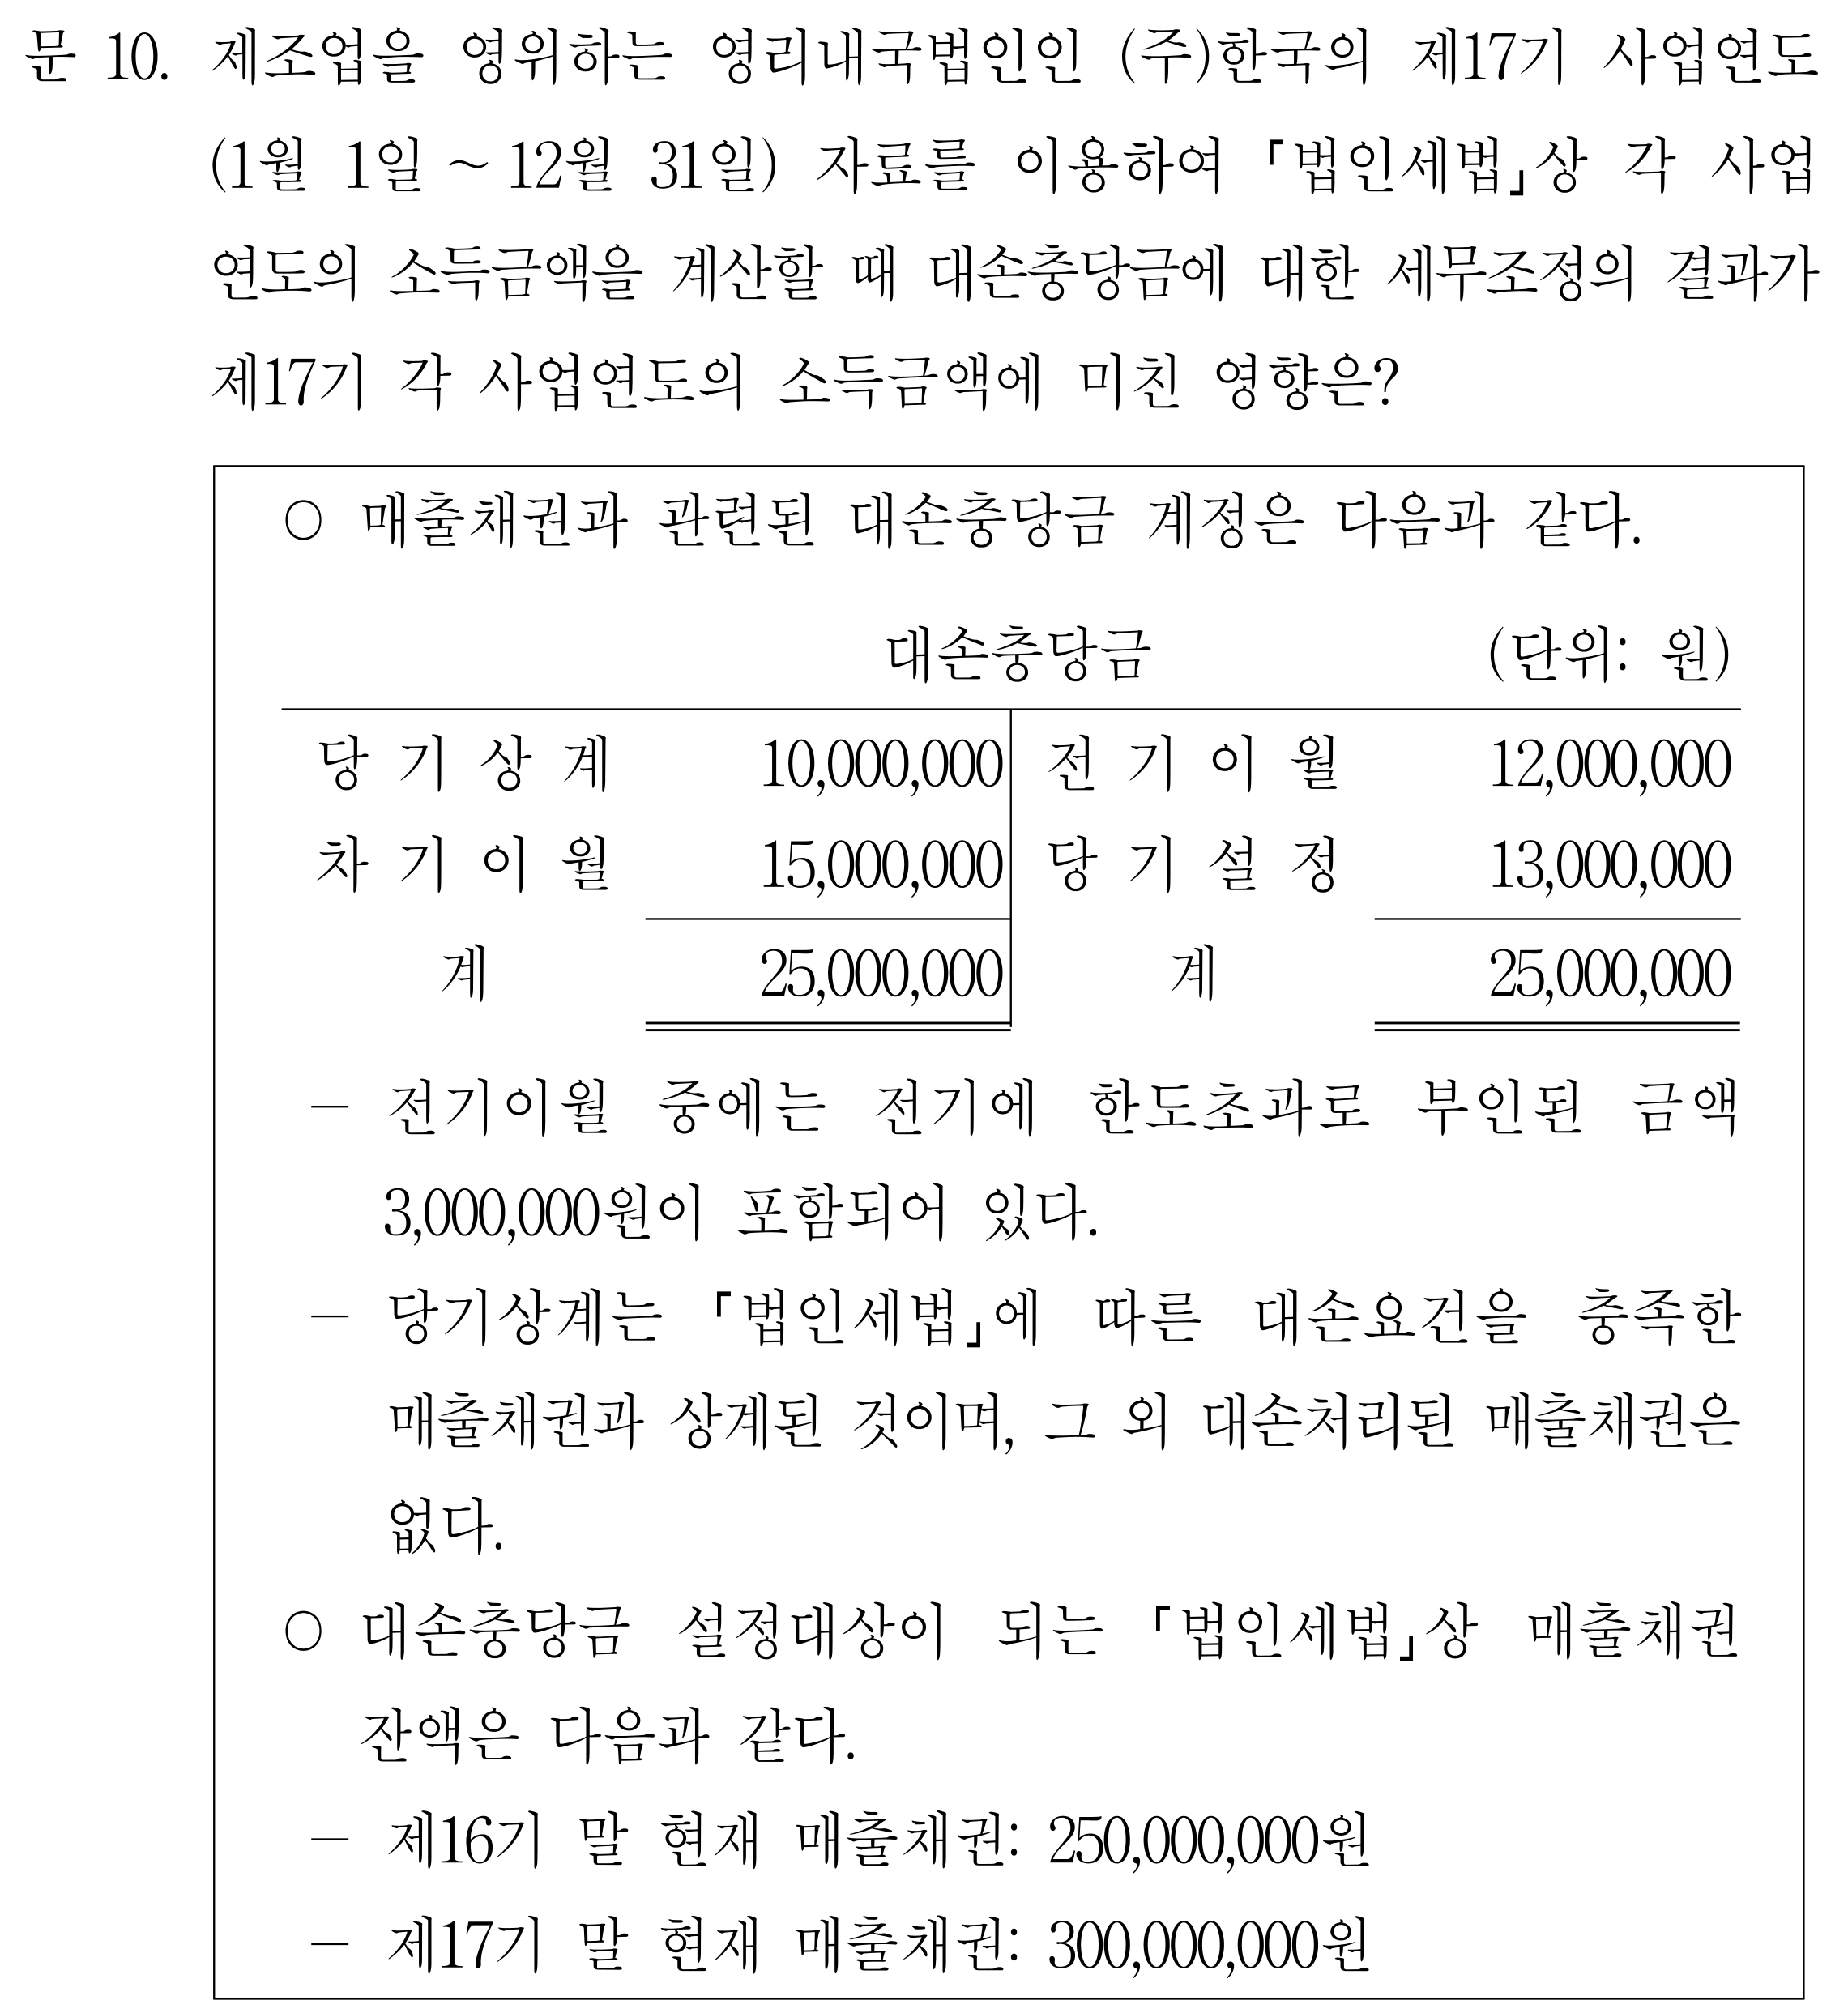 문 10. 제조업을 영위하는 영리내국법인인 (주)한국의 제17기 사업연도
(1월 1일 ~ 12월 31일) 자료를 이용하여 「법인세법」상 각 사업
연도의 소득금액을 계산할 때 대손충당금에 대한 세무조정의 결과가
제17기 각 사업연도의 소득금액에 미친 영향은?
○ 매출채권과 관련된 대손충당금 계정은 다음과 같다.
대손충당금 (단위: 원)
당 기 상 계 10,000,000 전 기 이 월 12,000,000
차 기 이 월 15,000,000 당 기 설 정 13,000,000
계 25,000,000 계 25,000,000
－ 전기이월 중에는 전기에 한도초과로 부인된 금액
3,000,000원이 포함되어 있다.
－ 당기상계는 「법인세법」에 따른 대손요건을 충족한
매출채권과 상계된 것이며, 그 외 대손처리된 매출채권은
없다.
○ 대손충당금 설정대상이 되는 「법인세법」상 매출채권
잔액은 다음과 같다.
－ 제16기 말 현재 매출채권: 250,000,000원
－ 제17기 말 현재 매출채권: 300,000,000원